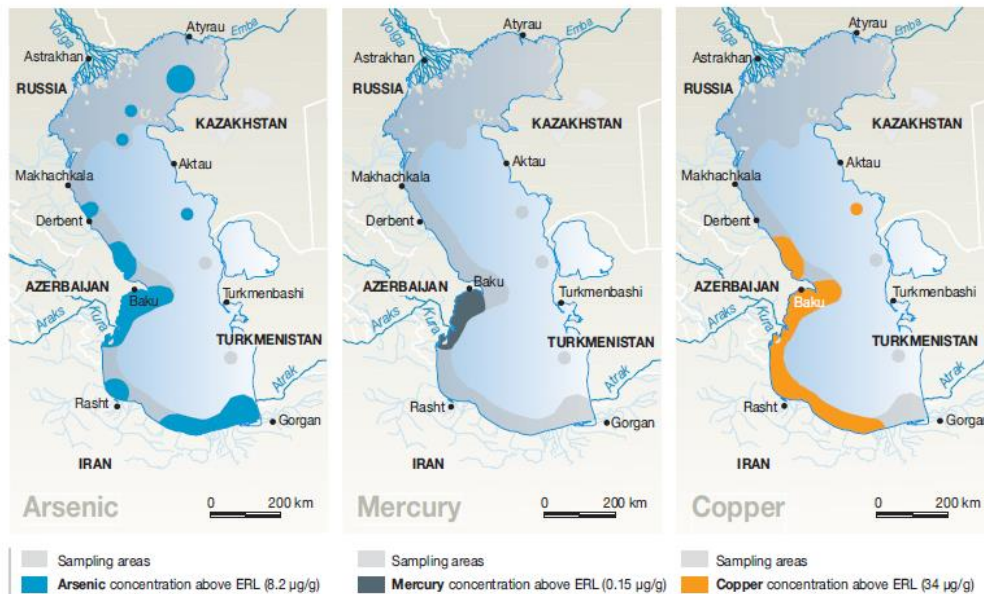 Volga
Atyrau
Emba
Astrakhan
RUSSIA
KAZAKHSTAN
Aktau
Makhachkala
Derbent
AZERBAIJAN
Baku
Turkmenbashi
Araks
Kura
TURKMENISTAN
Atrak
Rasht
Gorgan
IRAN
Arsenic
0 200 km
Sampling areas
Arsenic concentration above ERL (8.2 µg/g)
Volga
Atyrau
Emba
Astrakhan
RUSSIA
KAZAKHSTAN
Aktau
Makhachkala
Derbent
AZERBAIJAN
Baku
Turkmenbashi
Araks
Kura
TURKMENISTAN
Atrak
Rasht
Gorgan
IRAN
Mercury
0 200 km
Sampling areas
Mercury concentration above ERL (0.15 µg/g)
Volga
Atyrau
Emba
Astrakhan
RUSSIA
KAZAKHSTAN
Aktau
Makhachkala
Derbent
AZERBAIJAN
Baku
Turkmenbashi
Araks
Kura
TURKMENISTAN
Atrak
Rasht
Gorgan
IRAN
Copper
0 200 km
Sampling areas
Copper concentration above ERL (34 µg/g)